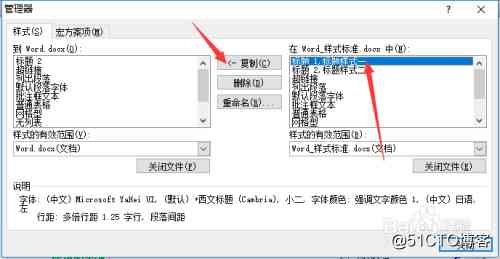 管理器
样式(S)
宏方案项(M)
到 Word.docx(O):
标题 2
超链接
列出段落
默认段落字体
批注框文本
普通表格
网格型
无列表
<- 复制(C)
删除(D)
重命名(N)...
在 Word_样式标准.docx 中(N):
标题 1,标题样式一
标题 2,标题样式二
超链接
列出段落
默认段落字体
批注框文本
普通表格
网格型
样式的有效范围(V):
Word.docx(文档)
关闭文件(F)
样式的有效范围(B):
Word_样式标准.docx(文档)
关闭文件(E)
说明
字体: (中文) Microsoft YaHei UI, (默认) +西文标题 (Cambria), 小二, 字体颜色: 强调文字颜色 1, (中文) 日语,
左
行距: 多倍行距 1.25 字行, 段落间距
关闭
@51CTO博客